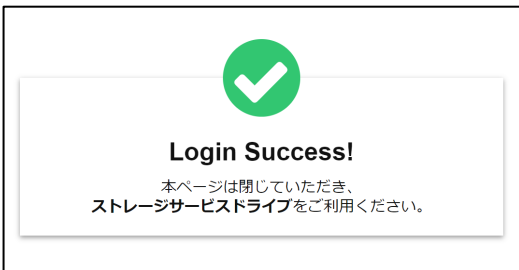 Login Success!
本ページは閉じていただき、
ストレージサービスドライブをご利用ください。